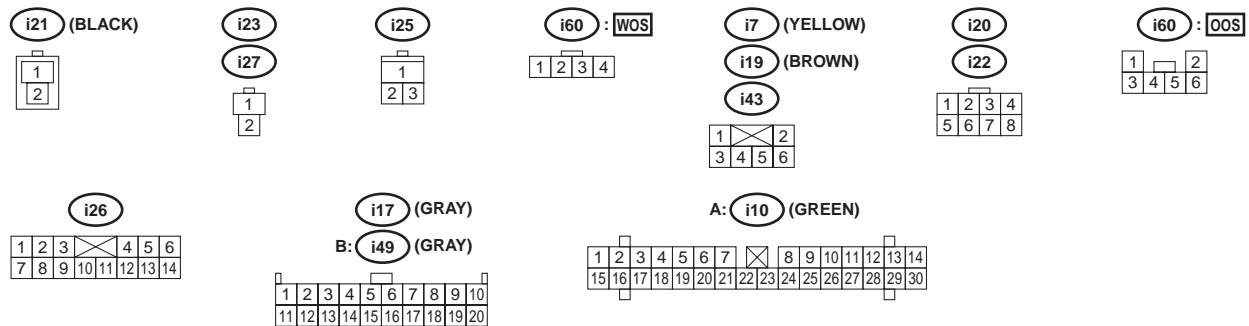 i21 (BLACK)
i23
i27
i25
i60 : WOS
i7 (YELLOW)
i19 (BROWN)
i43
i20
i22
i60 : OOS
1
2
1
2
1
2 3
1 2 3 4
1 2
3 4 5 6
1 2 3 4
5 6 7 8
1 2
3 4 5 6
i26
i17 (GRAY)
B: i49 (GRAY)
A: i10 (GREEN)
1 2 3 4 5 6
7 8 9 10 11 12 13 14
1 2 3 4 5 6 7 8 9 10
11 12 13 14 15 16 17 18 19 20
1 2 3 4 5 6 7 8 9 10 11 12 13 14
15 16 17 18 19 20 21 22 23 24 25 26 27 28 29 30